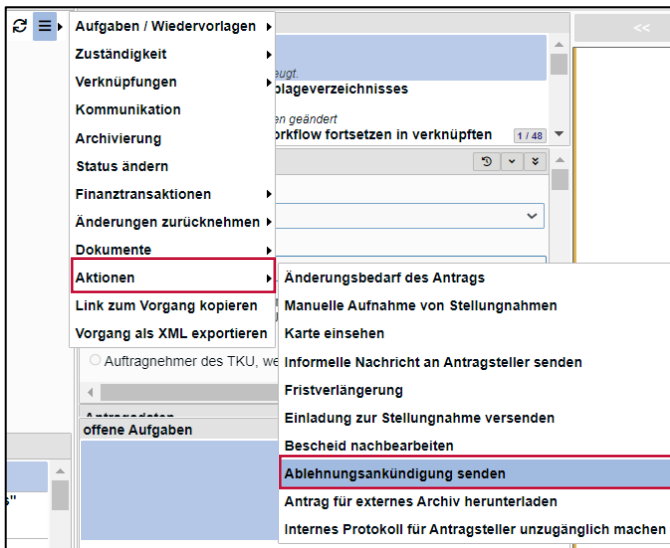 Aufgaben / Wiedervorlagen
<<
Zuständigkeit
eugt.
Verknüpfungen
blageverzeichnisses
Kommunikation
en geändert
Archivierung
orkflow fortsetzen in verknüpften
1 / 48
Status ändern
Finanztransaktionen
Änderungen zurücknehmen
Dokumente
Aktionen
Änderungsbedarf des Antrags
Link zum Vorgang kopieren
Manuelle Aufnahme von Stellungnahmen
Vorgang als XML exportieren
Karte einsehen
Auftragnehmer des TKU, we
Informelle Nachricht an Antragsteller senden
Fristverlängerung
Antragsdaten
offene Aufgaben
Einladung zur Stellungnahme versenden
Bescheid nachbearbeiten
Ablehnungsankündigung senden
s"
Antrag für externes Archiv herunterladen
Internes Protokoll für Antragsteller unzugänglich machen